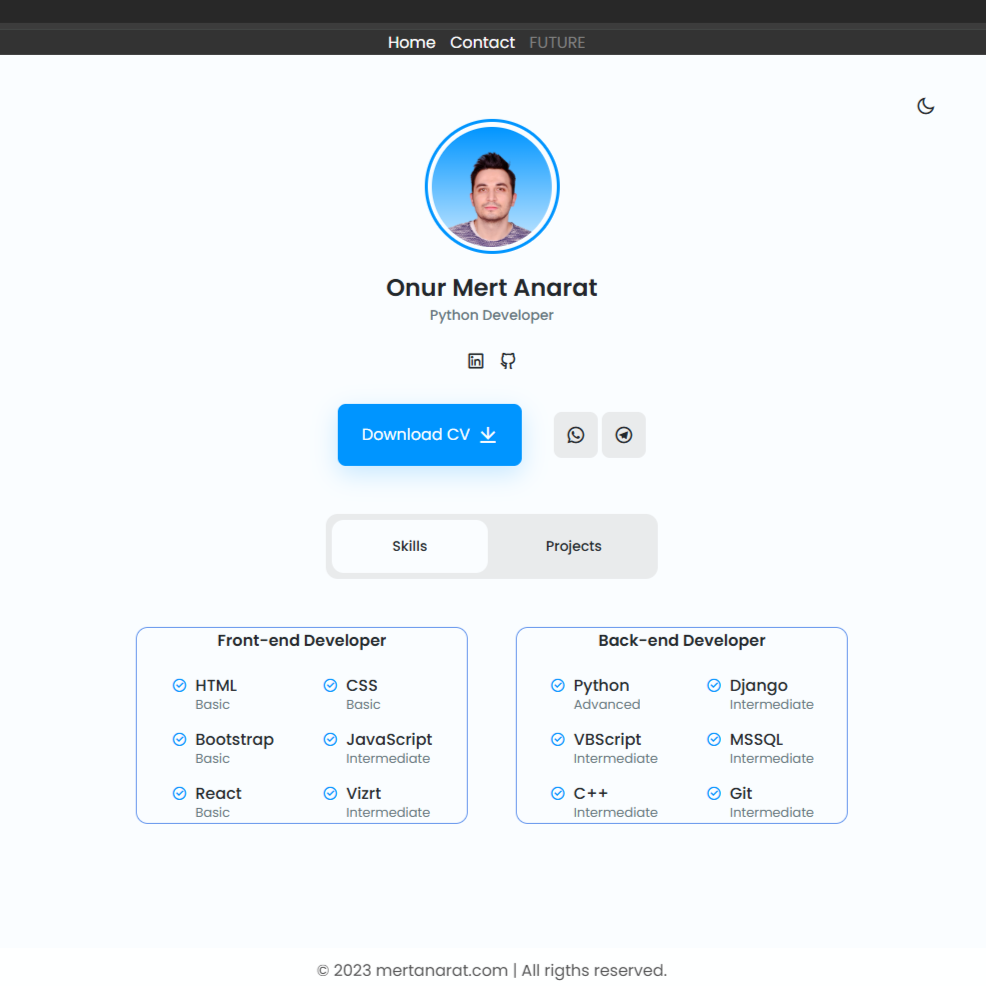 Home Contact FUTURE
Onur Mert Anarat
Python Developer
Download CV
Skills Projects
Front-end Developer
HTML CSS
Basic Basic
Bootstrap JavaScript
Basic Intermediate
React Vizrt
Basic Intermediate
Back-end Developer
Python Django
Advanced Intermediate
VBScript MSSQL
Intermediate Intermediate
C++ Git
Intermediate Intermediate
© 2023 mertanarat.com | All rigths reserved.